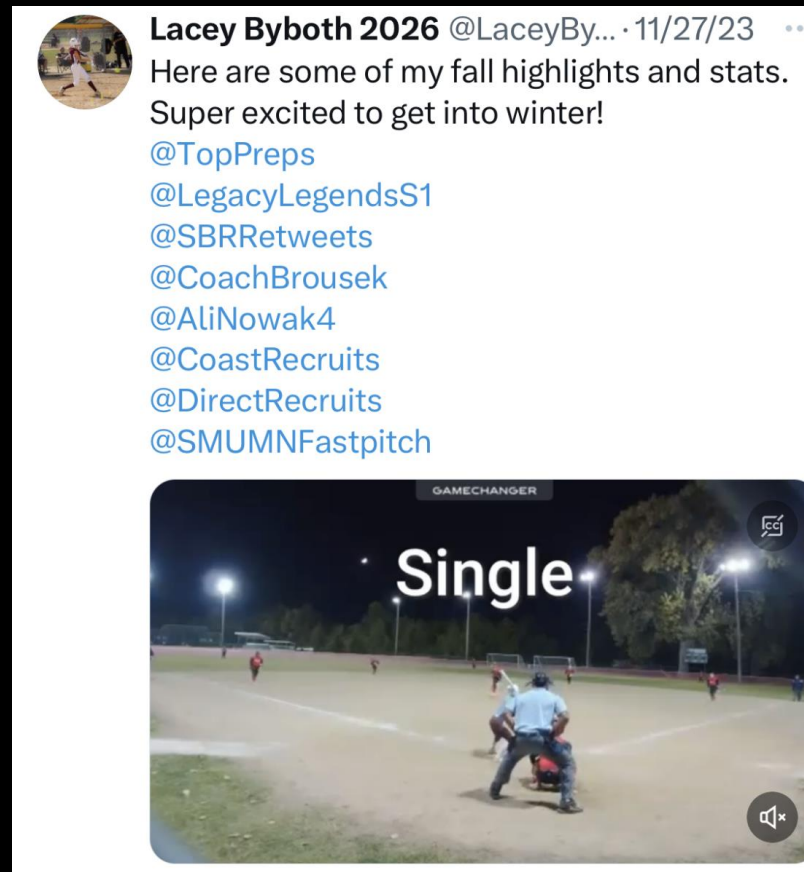 Lacey Byboth 2026 @LaceyBy... · 11/27/23
Here are some of my fall highlights and stats.
Super excited to get into winter!
@TopPreps
@LegacyLegendsS1
@SBRRetweets
@CoachBrousek
@AliNowak4
@CoastRecruits
@DirectRecruits
@SMUMNFastpitch
GAMECHANGER
CC
Single